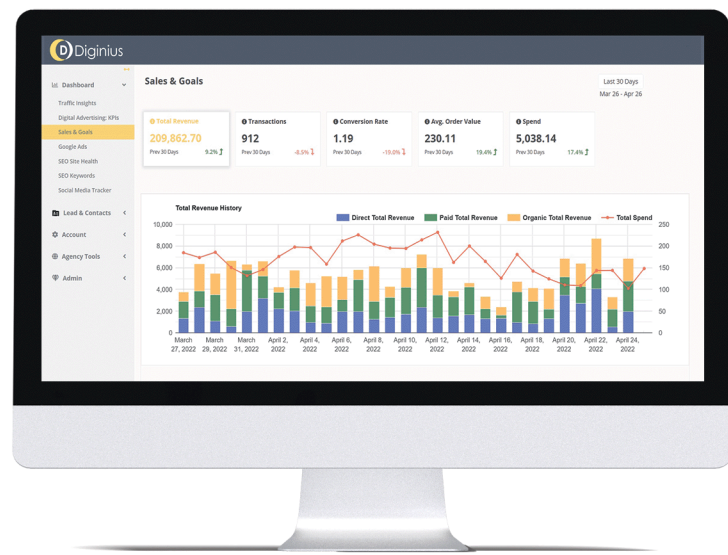 Diginius
Dashboard
Traffic Insights
Digital Advertising: KPIs
Sales & Goals
Google Ads
SEO Site Health
SEO Keywords
Social Media Tracker
Lead & Contacts
Account
Agency Tools
Admin
Sales & Goals
Last 30 Days
Mar 26 - Apr 26
Total Revenue
209,862.70
Prev 30 Days 9.2%
Transactions
912
Prev 30 Days -8.5%
Conversion Rate
1.19
Prev 30 Days -19.0%
Avg. Order Value
230.11
Prev 30 Days 19.4%
Spend
5,038.14
Prev 30 Days 17.4%
Total Revenue History
Direct Total Revenue Paid Total Revenue Organic Total Revenue Total Spend
10,000 250
8,000 200
6,000 150
4,000 100
2,000 50
0 0
March April 2, April 4, April 6, April 8, April 10, April 12, April 14, April 16, April 18, April 20, April 22, April 24,
27, 2022 29, 2022 31, 2022 2022 2022 2022 2022 2022 2022 2022 2022 2022 2022 2022 2022